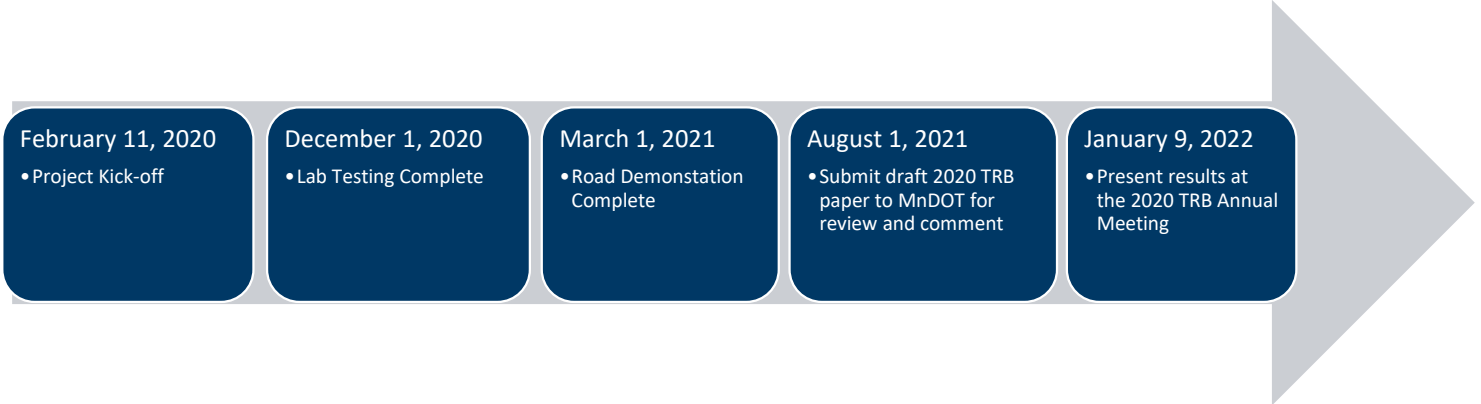 February 11, 2020
•Project Kick-off
December 1, 2020
•Lab Testing Complete
March 1, 2021
•Road Demonstation
Complete
August 1, 2021
•Submit draft 2020 TRB
paper to MnDOT for
review and comment
January 9, 2022
•Present results at
the 2020 TRB Annual
Meeting